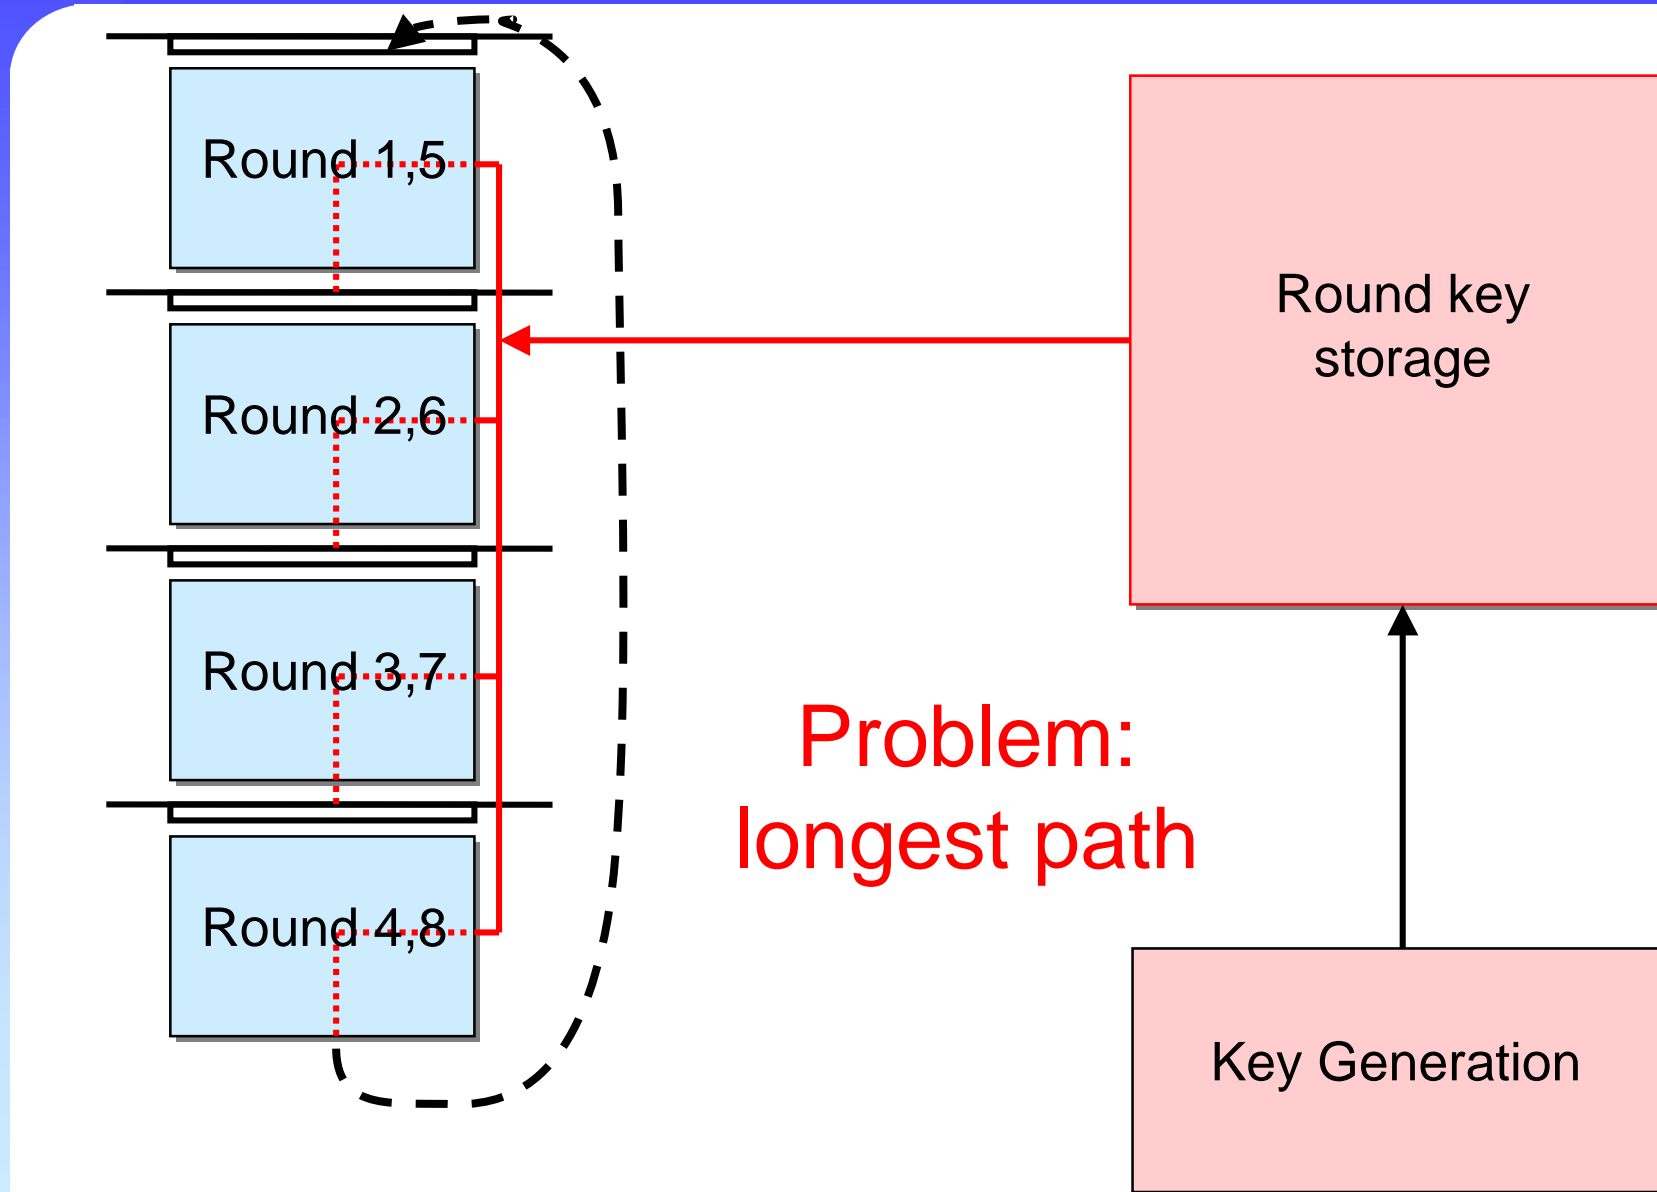 Round 1,5
Round 2,6
Round 3,7
Round 4,8
Round key
storage
Problem:
longest path
Key Generation